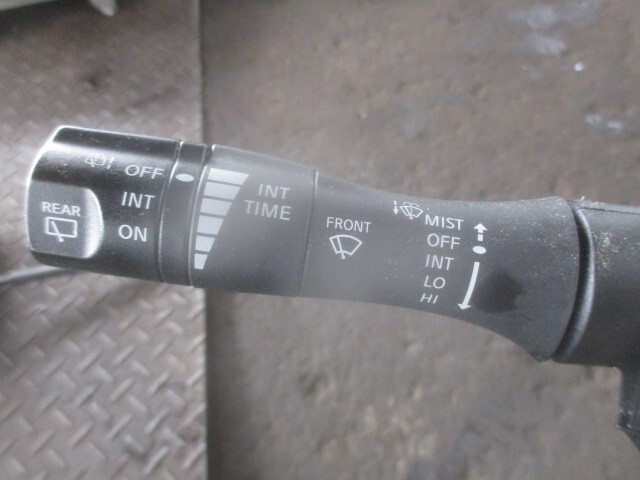 REAR
OFF
INT
ON
INT
TIME
FRONT
MIST
OFF
INT
LO
HI